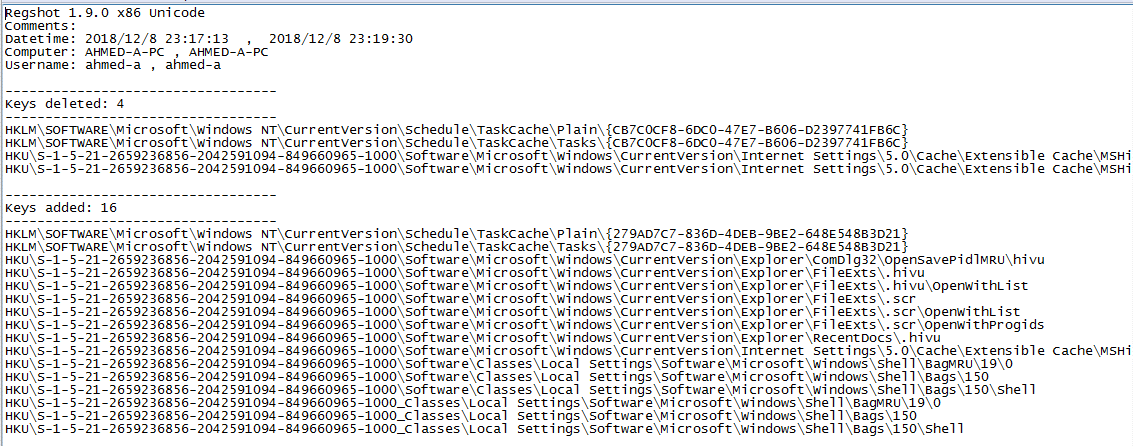 Regshot 1.9.0 x86 Unicode
Comments:
Datetime: 2018/12/8 23:17:13  ,  2018/12/8 23:19:30
Computer: AHMED-A-PC , AHMED-A-PC
Username: ahmed-a , ahmed-a
----------------------------------
Keys deleted: 4
----------------------------------
HKLM\SOFTWARE\Microsoft\Windows NT\CurrentVersion\Schedule\TaskCache\Plain\{CB7C0CF8-6DC0-47E7-B606-D2397741FB6C}
HKLM\SOFTWARE\Microsoft\Windows NT\CurrentVersion\Schedule\TaskCache\Tasks\{CB7C0CF8-6DC0-47E7-B606-D2397741FB6C}
HKU\S-1-5-21-2659236856-2042591094-849660965-1000\Software\Microsoft\Windows\CurrentVersion\Internet Settings\5.0\Cache\Extensible Cache\MSHi
HKU\S-1-5-21-2659236856-2042591094-849660965-1000\Software\Microsoft\Windows\CurrentVersion\Internet Settings\5.0\Cache\Extensible Cache\MSHi
----------------------------------
Keys added: 16
----------------------------------
HKLM\SOFTWARE\Microsoft\Windows NT\CurrentVersion\Schedule\TaskCache\Plain\{279AD7C7-836D-4DEB-9BE2-648E548B3D21}
HKLM\SOFTWARE\Microsoft\Windows NT\CurrentVersion\Schedule\TaskCache\Tasks\{279AD7C7-836D-4DEB-9BE2-648E548B3D21}
HKU\S-1-5-21-2659236856-2042591094-849660965-1000\Software\Microsoft\Windows\CurrentVersion\Explorer\ComDlg32\OpenSavePidlMRU\hivu
HKU\S-1-5-21-2659236856-2042591094-849660965-1000\Software\Microsoft\Windows\CurrentVersion\Explorer\FileExts\.hivu
HKU\S-1-5-21-2659236856-2042591094-849660965-1000\Software\Microsoft\Windows\CurrentVersion\Explorer\FileExts\.hivu\OpenWithList
HKU\S-1-5-21-2659236856-2042591094-849660965-1000\Software\Microsoft\Windows\CurrentVersion\Explorer\FileExts\.scr
HKU\S-1-5-21-2659236856-2042591094-849660965-1000\Software\Microsoft\Windows\CurrentVersion\Explorer\FileExts\.scr\OpenWithList
HKU\S-1-5-21-2659236856-2042591094-849660965-1000\Software\Microsoft\Windows\CurrentVersion\Explorer\FileExts\.scr\OpenWithProgids
HKU\S-1-5-21-2659236856-2042591094-849660965-1000\Software\Microsoft\Windows\CurrentVersion\Explorer\RecentDocs\.hivu
HKU\S-1-5-21-2659236856-2042591094-849660965-1000\Software\Microsoft\Windows\CurrentVersion\Internet Settings\5.0\Cache\Extensible Cache\MSHi
HKU\S-1-5-21-2659236856-2042591094-849660965-1000\Software\Classes\Local Settings\Software\Microsoft\Windows\Shell\BagMRU\19\0
HKU\S-1-5-21-2659236856-2042591094-849660965-1000\Software\Classes\Local Settings\Software\Microsoft\Windows\Shell\Bags\150
HKU\S-1-5-21-2659236856-2042591094-849660965-1000\Software\Classes\Local Settings\Software\Microsoft\Windows\Shell\Bags\150\Shell
HKU\S-1-5-21-2659236856-2042591094-849660965-1000_Classes\Local Settings\Software\Microsoft\Windows\Shell\BagMRU\19\0
HKU\S-1-5-21-2659236856-2042591094-849660965-1000_Classes\Local Settings\Software\Microsoft\Windows\Shell\Bags\150
HKU\S-1-5-21-2659236856-2042591094-849660965-1000_Classes\Local Settings\Software\Microsoft\Windows\Shell\Bags\150\Shell